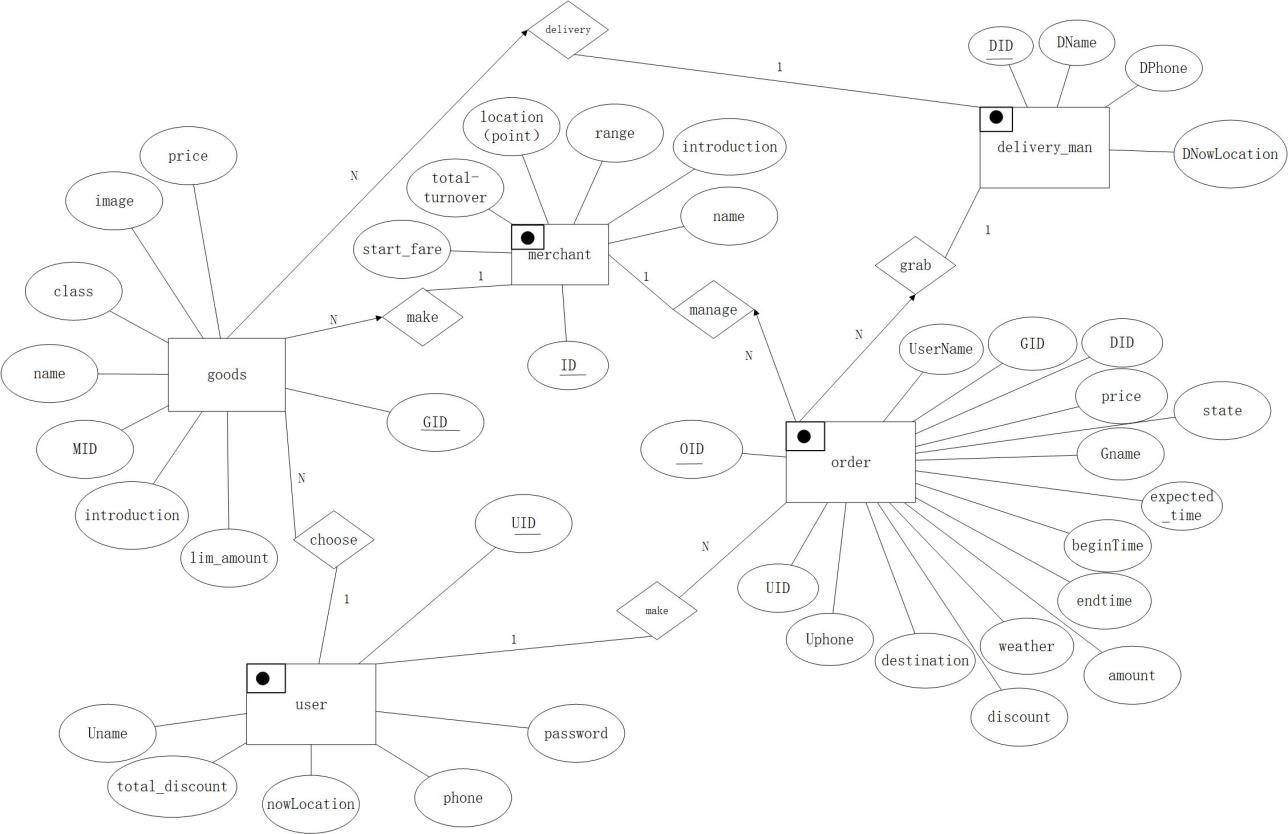 delivery
DID
DName
DPhone
1
delivery_man
DNowLocation
location
(point)
range
introduction
price
N
total-
turnover
image
name
start_fare
merchant
1
grab
1
class
make
N
1
manage
N
N
UserName
GID
DID
name
goods
ID
price
state
GID
MID
OID
order
Gname
N
expected
_time
introduction
UID
choose
lim_amount
N
beginTime
UID
endtime
1
make
1
Uphone
destination
weather
amount
user
discount
Uname
password
total_discount
nowLocation
phone